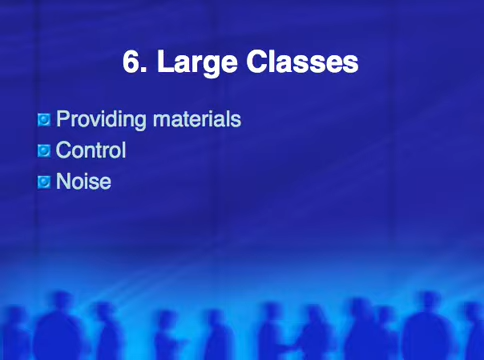 6. Large Classes
Providing materials
Control
Noise